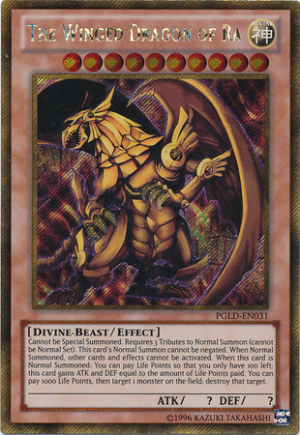 THE WINGED DRAGON OF RA
DIVINE
神
PGLD-EN031
[DIVINE-BEAST / EFFECT]
Cannot be Special Summoned. Requires 3 Tributes to Normal Summon (cannot
be Normal Set). This card's Normal Summon cannot be negated. When Normal
Summoned, other cards and effects cannot be activated. When this card is
Normal Summoned: You can pay Life Points so that you only have 100 left;
this card gains ATK and DEF equal to the amount of Life Points paid. You can
pay 1000 Life Points, then target 1 monster on the field; destroy that target.
ATK/ ? DEF/ ?
©1996 KAZUKI TAKAHASHI